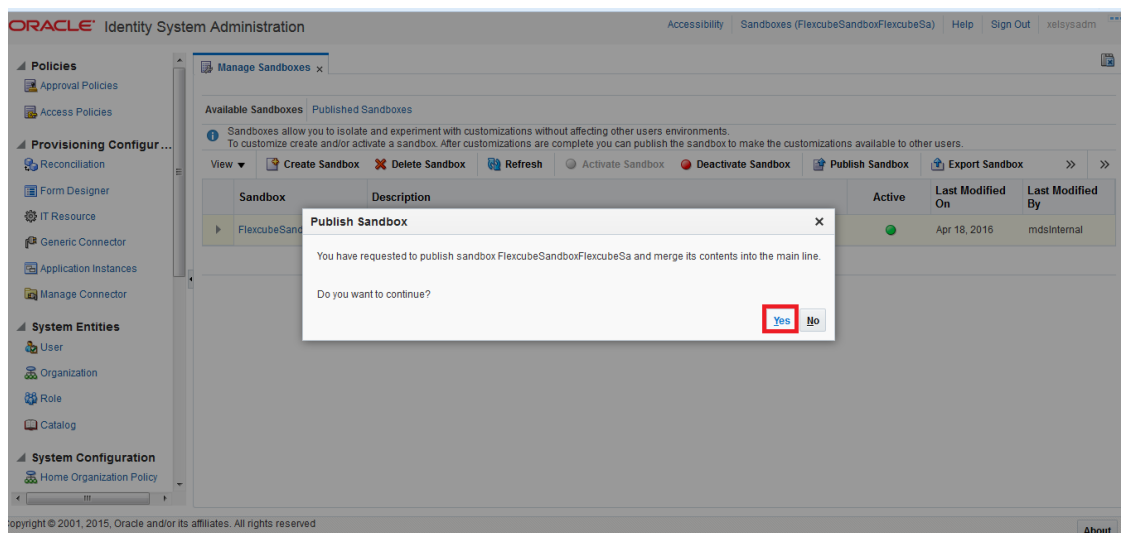 ORACLE Identity System Administration
Accessibility Sandboxes (FlexcubeSandboxFlexcubeSa) Help Sign Out xelsysadm
Policies
Approval Policies
Access Policies
Provisioning Configur...
Reconciliation
Form Designer
IT Resource
Generic Connector
Application Instances
Manage Connector
System Entities
User
Organization
Role
Catalog
System Configuration
Home Organization Policy
Manage Sandboxes x
Available Sandboxes Published Sandboxes
Sandboxes allow you to isolate and experiment with customizations without affecting other users environments.
To customize create and/or activate a sandbox. After customizations are complete you can publish the sandbox to make the customizations available to other users.
View Create Sandbox Delete Sandbox Refresh Activate Sandbox Deactivate Sandbox Publish Sandbox Export Sandbox » »
Sandbox Description Active Last Modified On Last Modified By
FlexcubeSand Apr 18, 2016 mdsInternal
Publish Sandbox
You have requested to publish sandbox FlexcubeSandboxFlexcubeSa and merge its contents into the main line.
Do you want to continue?
Yes No
opyright © 2001, 2015, Oracle and/or its affiliates. All rights reserved
About